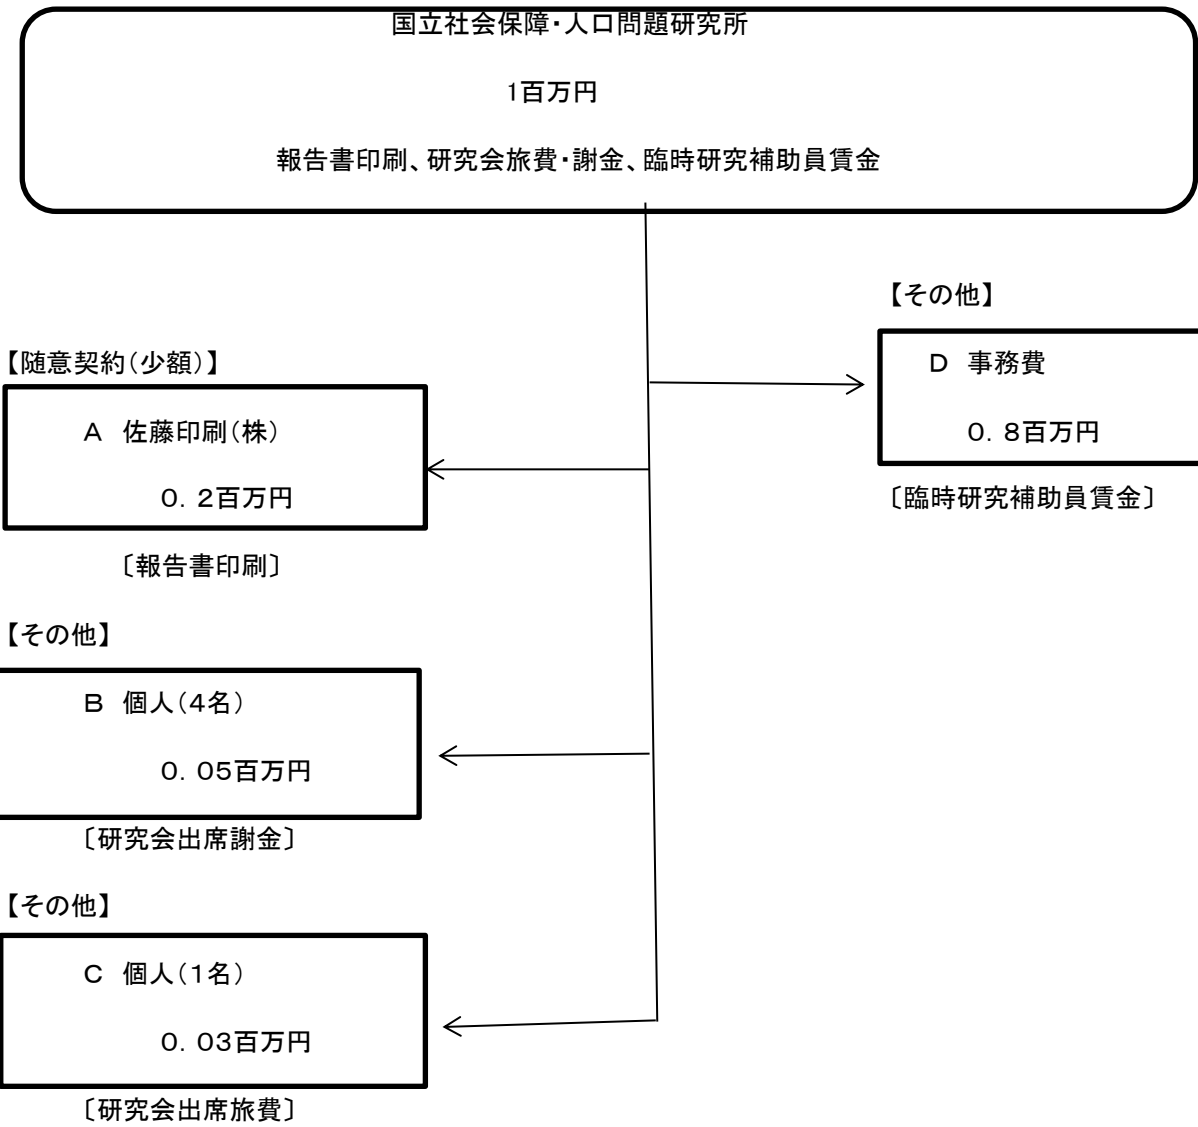 国立社会保障・人口問題研究所
1百万円
報告書印刷、研究会旅費・謝金、臨時研究補助員賃金
【その他】
D 事務費
0．8百万円
〔臨時研究補助員賃金〕
【随意契約（少額）】
A 佐藤印刷（株）
0．2百万円
〔報告書印刷〕
【その他】
B 個人（4名）
0．05百万円
〔研究会出席謝金〕
【その他】
C 個人（1名）
0．03百万円
〔研究会出席旅費〕